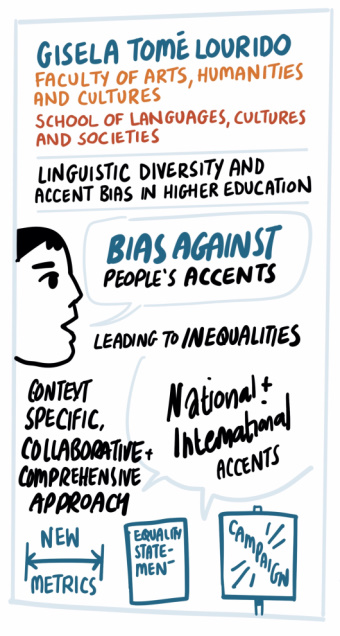 GISELA TOMÉ LOURIDO
FACULTY OF ARTS, HUMANITIES
AND CULTURES
SCHOOL OF LANGUAGES, CULTURES
AND SOCIETIES
LINGUISTIC DIVERSITY AND
ACCENT BIAS IN HIGHER EDUCATION
BIAS AGAINST
PEOPLE'S ACCENTS
LEADING TO INEQUALITIES
CONTEXT
SPECIFIC,
COLLABORATIVE +
COMPREHENSIVE
APPROACH
National +
International
ACCENTS
NEW
METRICS
EQUALITY
STATE-
MENT
CAMPAIGN